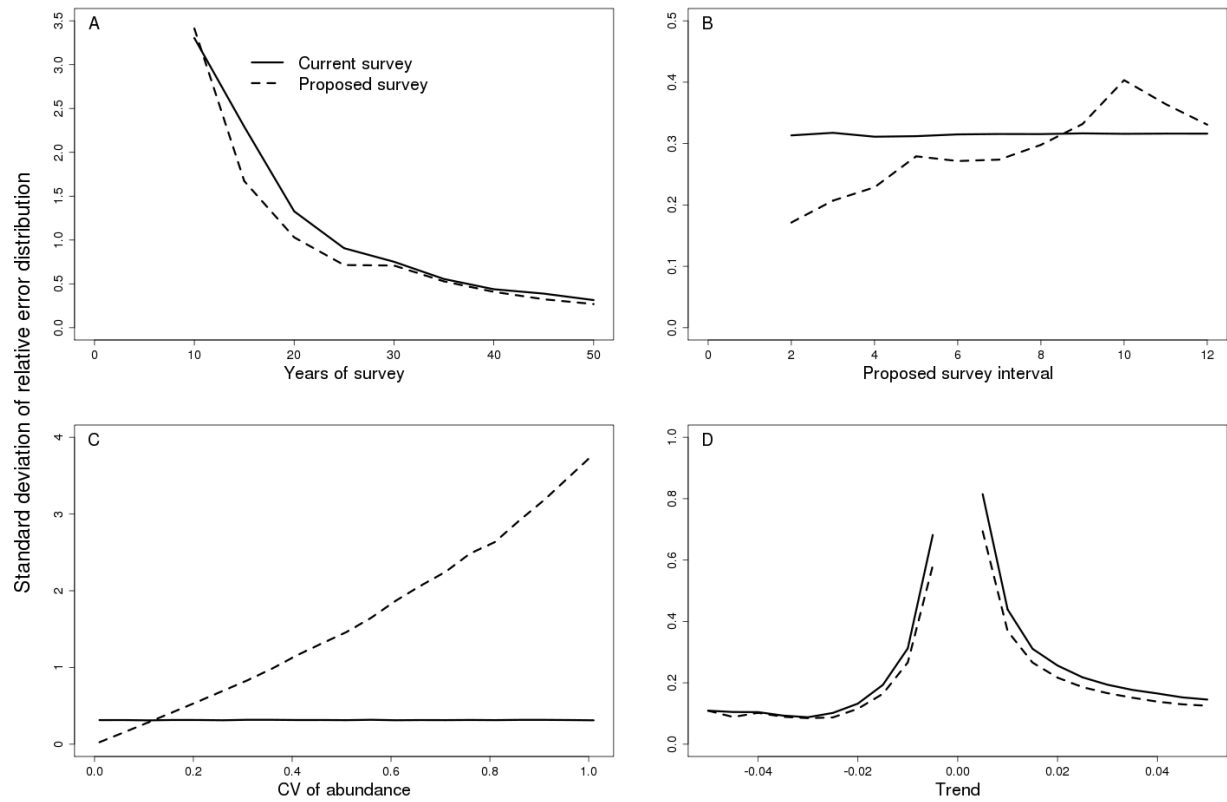 Standard deviation of relative error distribution
A
3.5
3.0
2.5
2.0
1.5
1.0
0.5
0.0
Current survey
Proposed survey
0 10 20 30 40 50
Years of survey
B
0.5
0.4
0.3
0.2
0.1
0.0
0 2 4 6 8 10 12
Proposed survey interval
C
4
3
2
1
0
0.0 0.2 0.4 0.6 0.8 1.0
CV of abundance
D
1.0
0.8
0.6
0.4
0.2
0.0
-0.04 -0.02 0.00 0.02 0.04
Trend